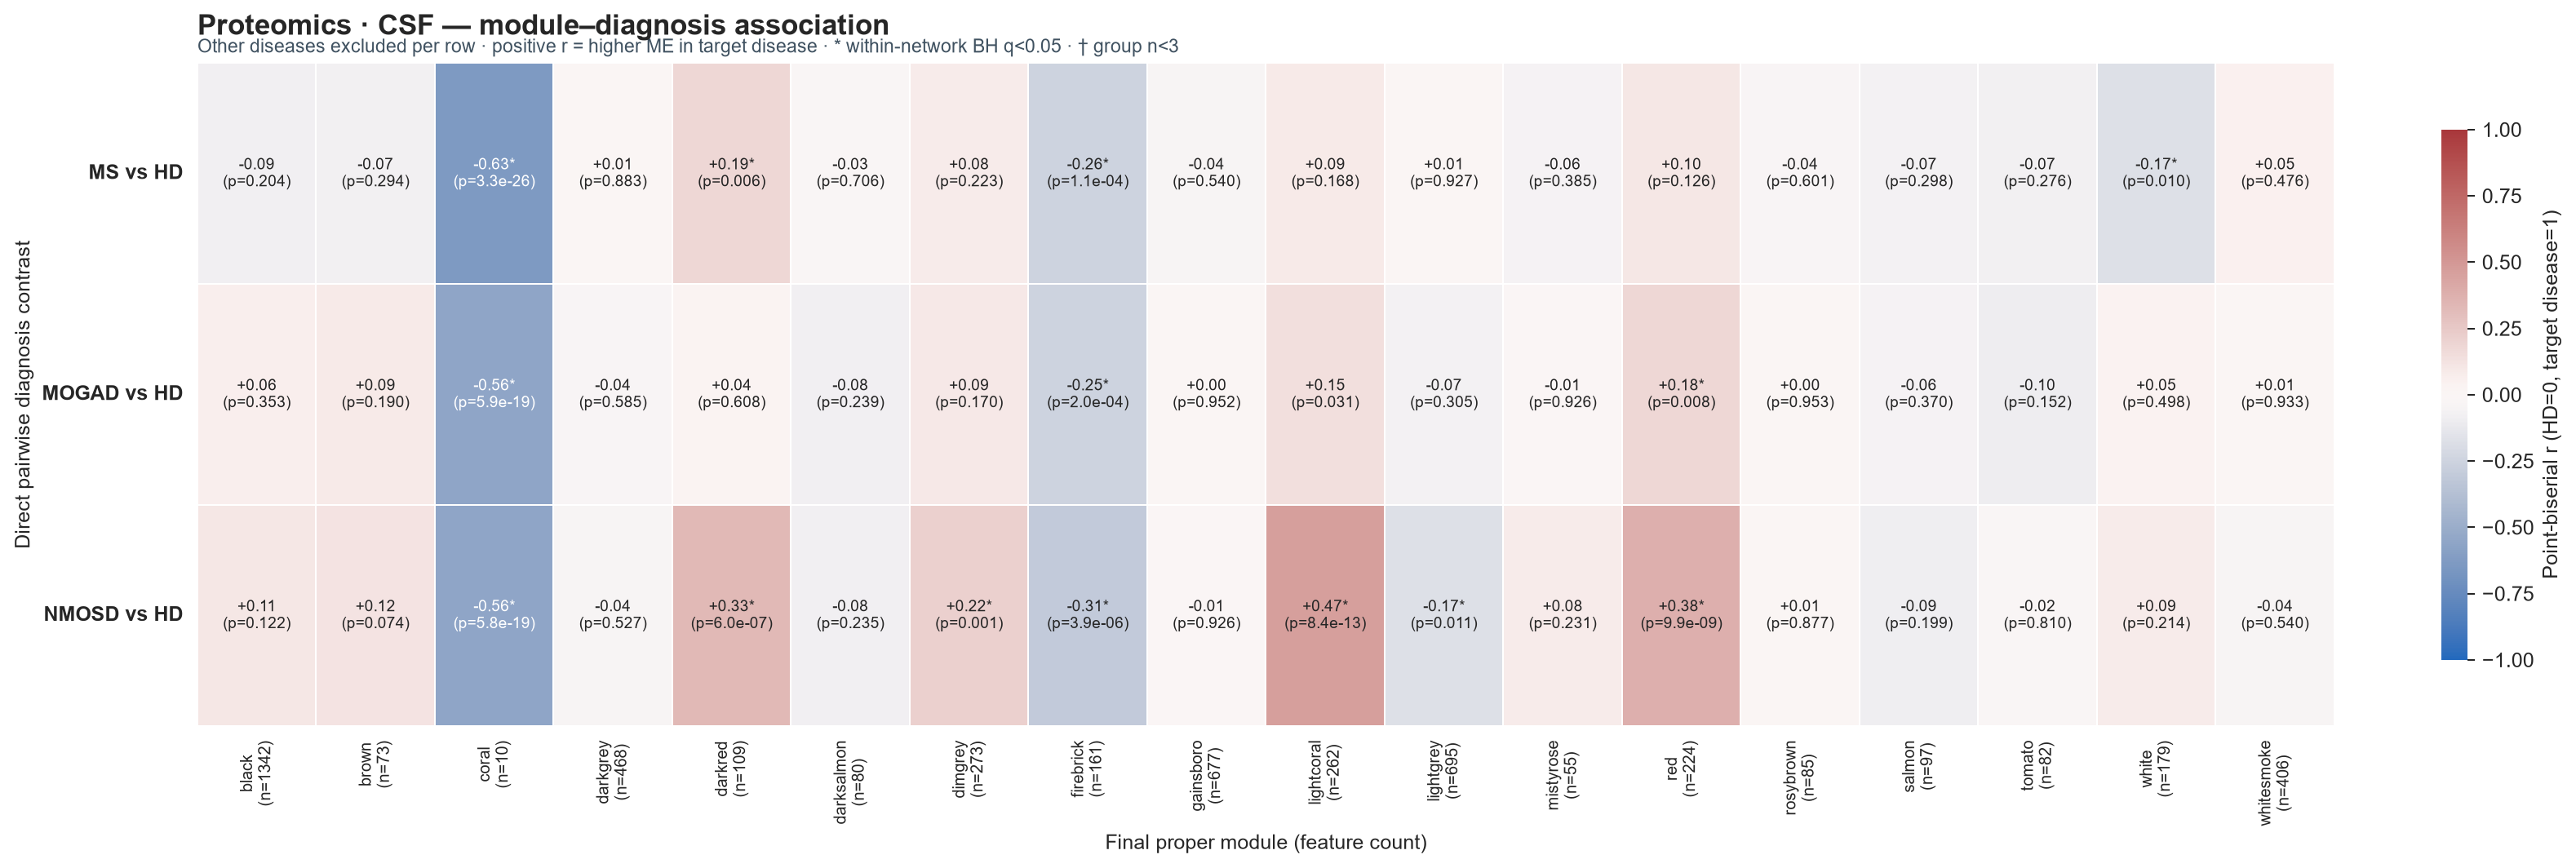 Proteomics · CSF — module–diagnosis association
Other diseases excluded per row · positive r = higher ME in target disease · * within-network BH q<0.05 · † group n<3
Direct pairwise diagnosis contrast
MS vs HD
-0.09 -0.07 -0.63* +0.01 +0.19* -0.03 +0.08 -0.26* -0.04 +0.09 +0.01 -0.06 +0.10 -0.04 -0.07 -0.07 -0.17* +0.05
(p=0.204) (p=0.294) (p=3.3e-26) (p=0.883) (p=0.006) (p=0.706) (p=0.223) (p=1.1e-04) (p=0.540) (p=0.168) (p=0.927) (p=0.385) (p=0.126) (p=0.601) (p=0.298) (p=0.276) (p=0.010) (p=0.476)
MOGAD vs HD
+0.06 +0.09 -0.56* -0.04 +0.04 -0.08 +0.09 -0.25* +0.00 +0.15 -0.07 -0.01 +0.18* +0.00 -0.06 -0.10 +0.05 +0.01
(p=0.353) (p=0.190) (p=5.9e-19) (p=0.585) (p=0.608) (p=0.239) (p=0.170) (p=2.0e-04) (p=0.952) (p=0.031) (p=0.305) (p=0.926) (p=0.008) (p=0.953) (p=0.370) (p=0.152) (p=0.498) (p=0.933)
NMOSD vs HD
+0.11 +0.12 -0.56* -0.04 +0.33* -0.08 +0.22* -0.31* -0.01 +0.47* -0.17* +0.08 +0.38* +0.01 -0.09 -0.02 +0.09 -0.04
(p=0.122) (p=0.074) (p=5.8e-19) (p=0.527) (p=6.0e-07) (p=0.235) (p=0.001) (p=3.9e-06) (p=0.926) (p=8.4e-13) (p=0.011) (p=0.231) (p=9.9e-09) (p=0.877) (p=0.199) (p=0.810) (p=0.214) (p=0.540)
black
(n=1342)
brown
(n=73)
coral
(n=10)
darkgrey
(n=468)
darkred
(n=109)
darksalmon
(n=80)
dimgrey
(n=273)
firebrick
(n=161)
gainsboro
(n=677)
lightcoral
(n=262)
lightgrey
(n=695)
mistyrose
(n=55)
red
(n=224)
rosybrown
(n=85)
salmon
(n=97)
tomato
(n=82)
white
(n=179)
whitesmoke
(n=406)
Final proper module (feature count)
1.00
0.75
0.50
0.25
0.00
−0.25
−0.50
−0.75
−1.00
Point-biserial r (HD=0, target disease=1)